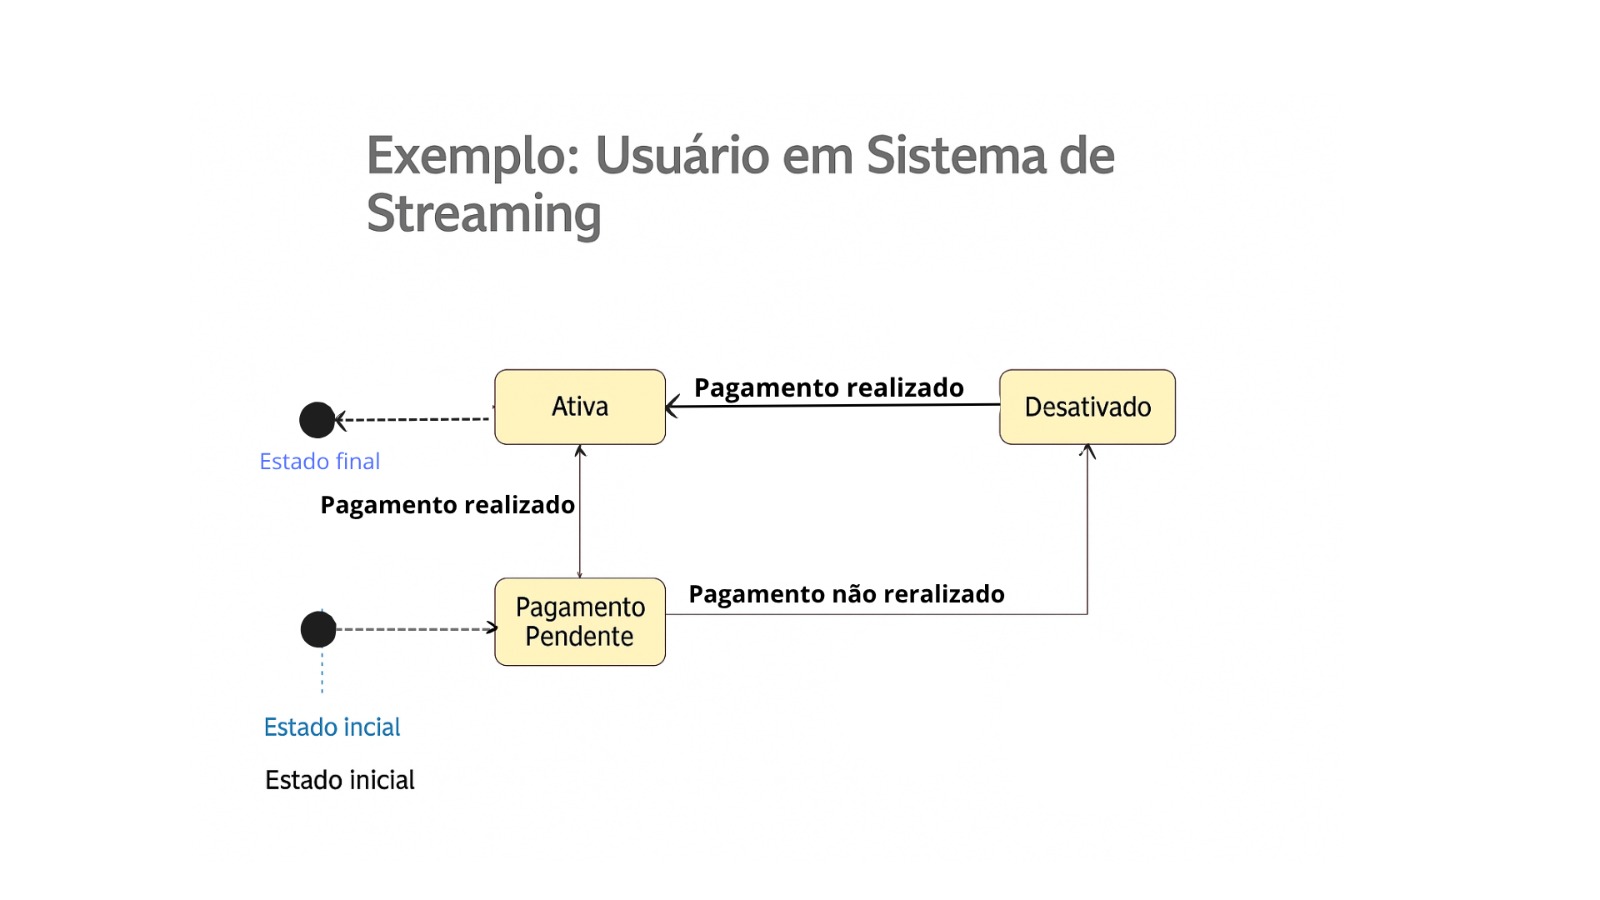 Exemplo: Usuário em Sistema de
Streaming
Ativa
Pagamento realizado
Desativado
Estado final
Pagamento realizado
Pagamento
Pendente
Pagamento não reralizado
Estado incial
Estado inicial